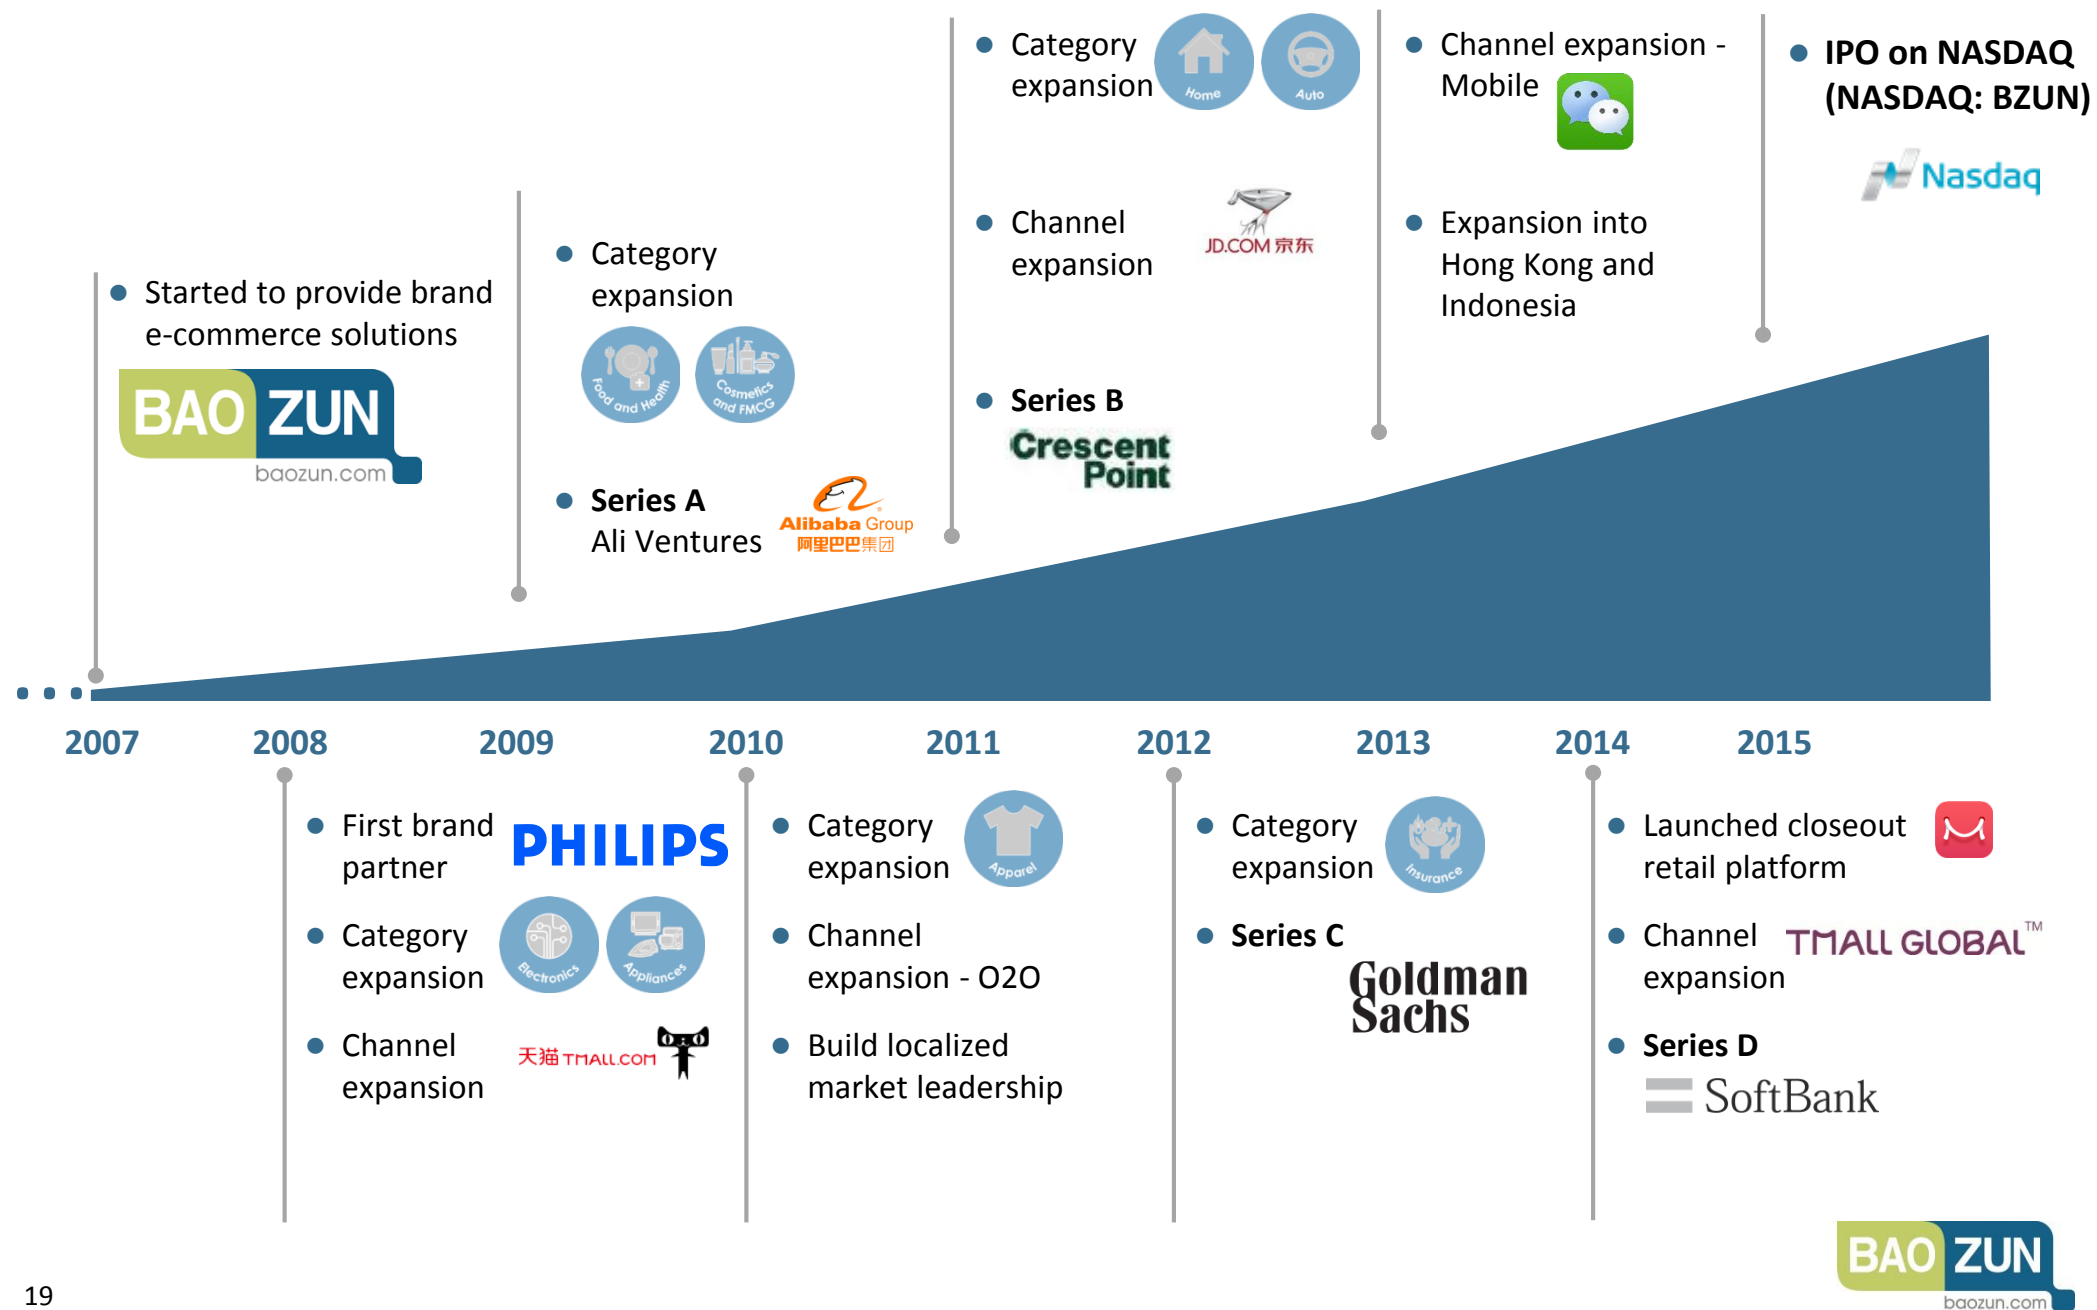 Started to provide brand
e-commerce solutions
BAO ZUN
baozun.com
Category
expansion
Food and Health
Cosmetics
and FMCG
Series A
Ali Ventures
Alibaba Group
阿里巴巴集团
Category
expansion
Home
Auto
Channel
expansion
JD.COM 京东
Series B
Crescent
Point
Channel expansion -
Mobile
Expansion into
Hong Kong and
Indonesia
IPO on NASDAQ
(NASDAQ: BZUN)
Nasdaq
2007 2008 2009 2010 2011 2012 2013 2014 2015
First brand
partner
PHILIPS
Category
expansion
Electronics
Appliances
Channel
expansion
天猫 TMALL.COM
Category
expansion
Apparel
Channel
expansion - O2O
Build localized
market leadership
Category
expansion
Insurance
Series C
Goldman
Sachs
Launched closeout
retail platform
Channel
expansion
TMALL GLOBAL™
Series D
SoftBank
BAO ZUN
baozun.com
19